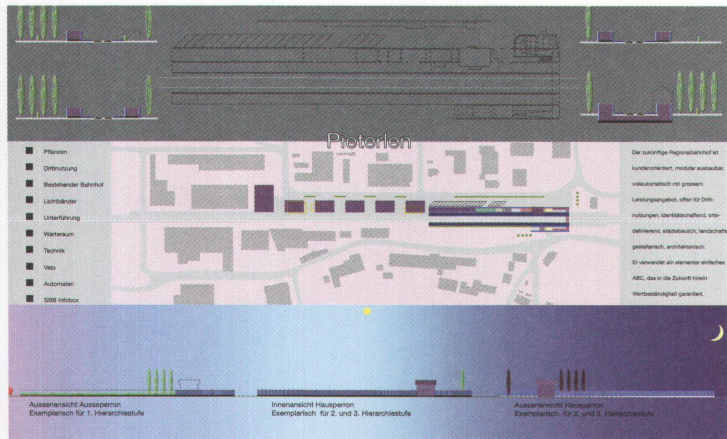 Pieterlen
Pflanzen
Drittnutzung
Bestehender Bahnhof
Lichtbänder
Unterführung
Warteraum
Technik
Velo
Automaten
SBB Infobox
Der zukünftige Regionalbahnhof ist
kundenorientiert, modular ausbaubar,
vollautomatisch mit grossem
Leistungsangebot, offen für Dritt-
nutzungen, identitätsschaffend, orts-
definierend, städtebaulich, landschafts-
gestalterisch, architektonisch.
Er verwendet ein elementar einfaches
ABC, das in die Zukunft hinein
Wertbeständigkeit garantiert.
Aussenansicht Ausseperron
Exemplarisch für 1. Hierarchiestufe
Innenansicht Hausperron
Exemplarisch für 2. und 3. Hierarchiestufe
Aussenansicht Hausperron
Exemplarisch für 2. und 3. Hierarchiestufe